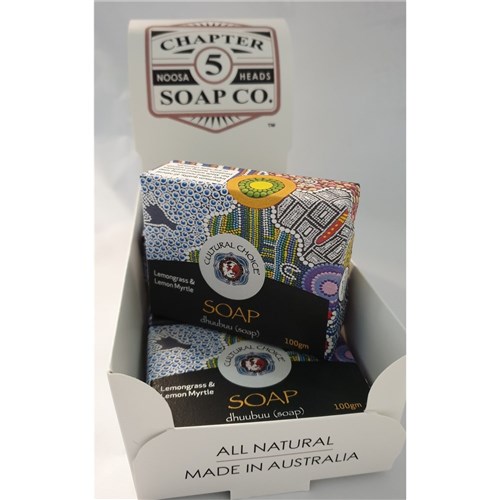 CHAPTER
NOOSA 5 HEADS
SOAP CO.
TM
CULTURAL CHOICE
Lemongrass &
Lemon Myrtle
SOAP
dhuubuu (soap)
100gm
CULTURAL CHOICE
Lemongrass &
Lemon Myrtle
SOAP
dhuubuu (soap)
100gm
ALL NATURAL
MADE IN AUSTRALIA